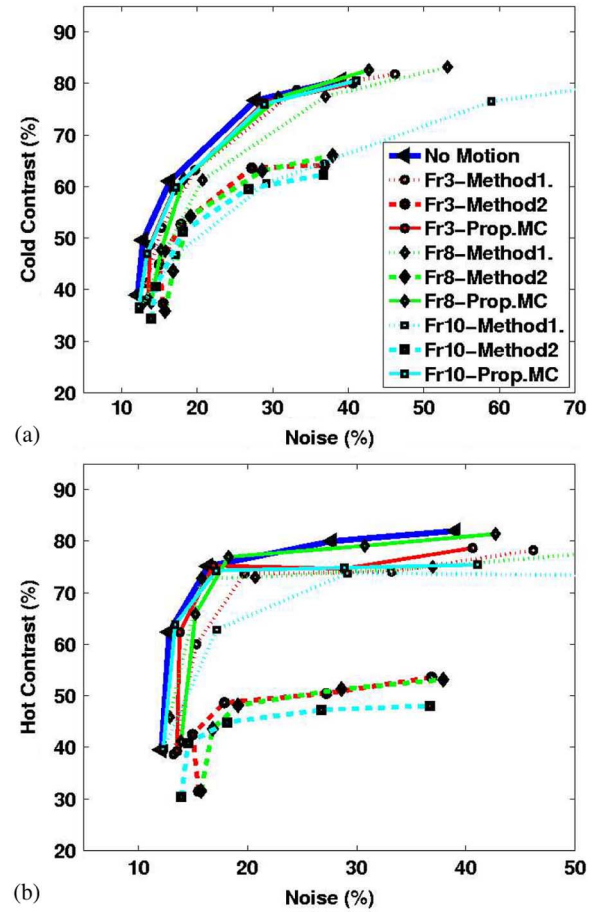 90
80
70
60
50
40
30
20
Cold Contrast (%)
No Motion
Fr3-Method1.
Fr3-Method2
Fr3-Prop.MC
Fr8-Method1.
Fr8-Method2
Fr8-Prop.MC
Fr10-Method1.
Fr10-Method2
Fr10-Prop.MC
10 20 30 40 50 60 70
(a)
Noise (%)
90
80
70
60
50
40
30
20
Hot Contrast (%)
10 20 30 40 50
(b)
Noise (%)